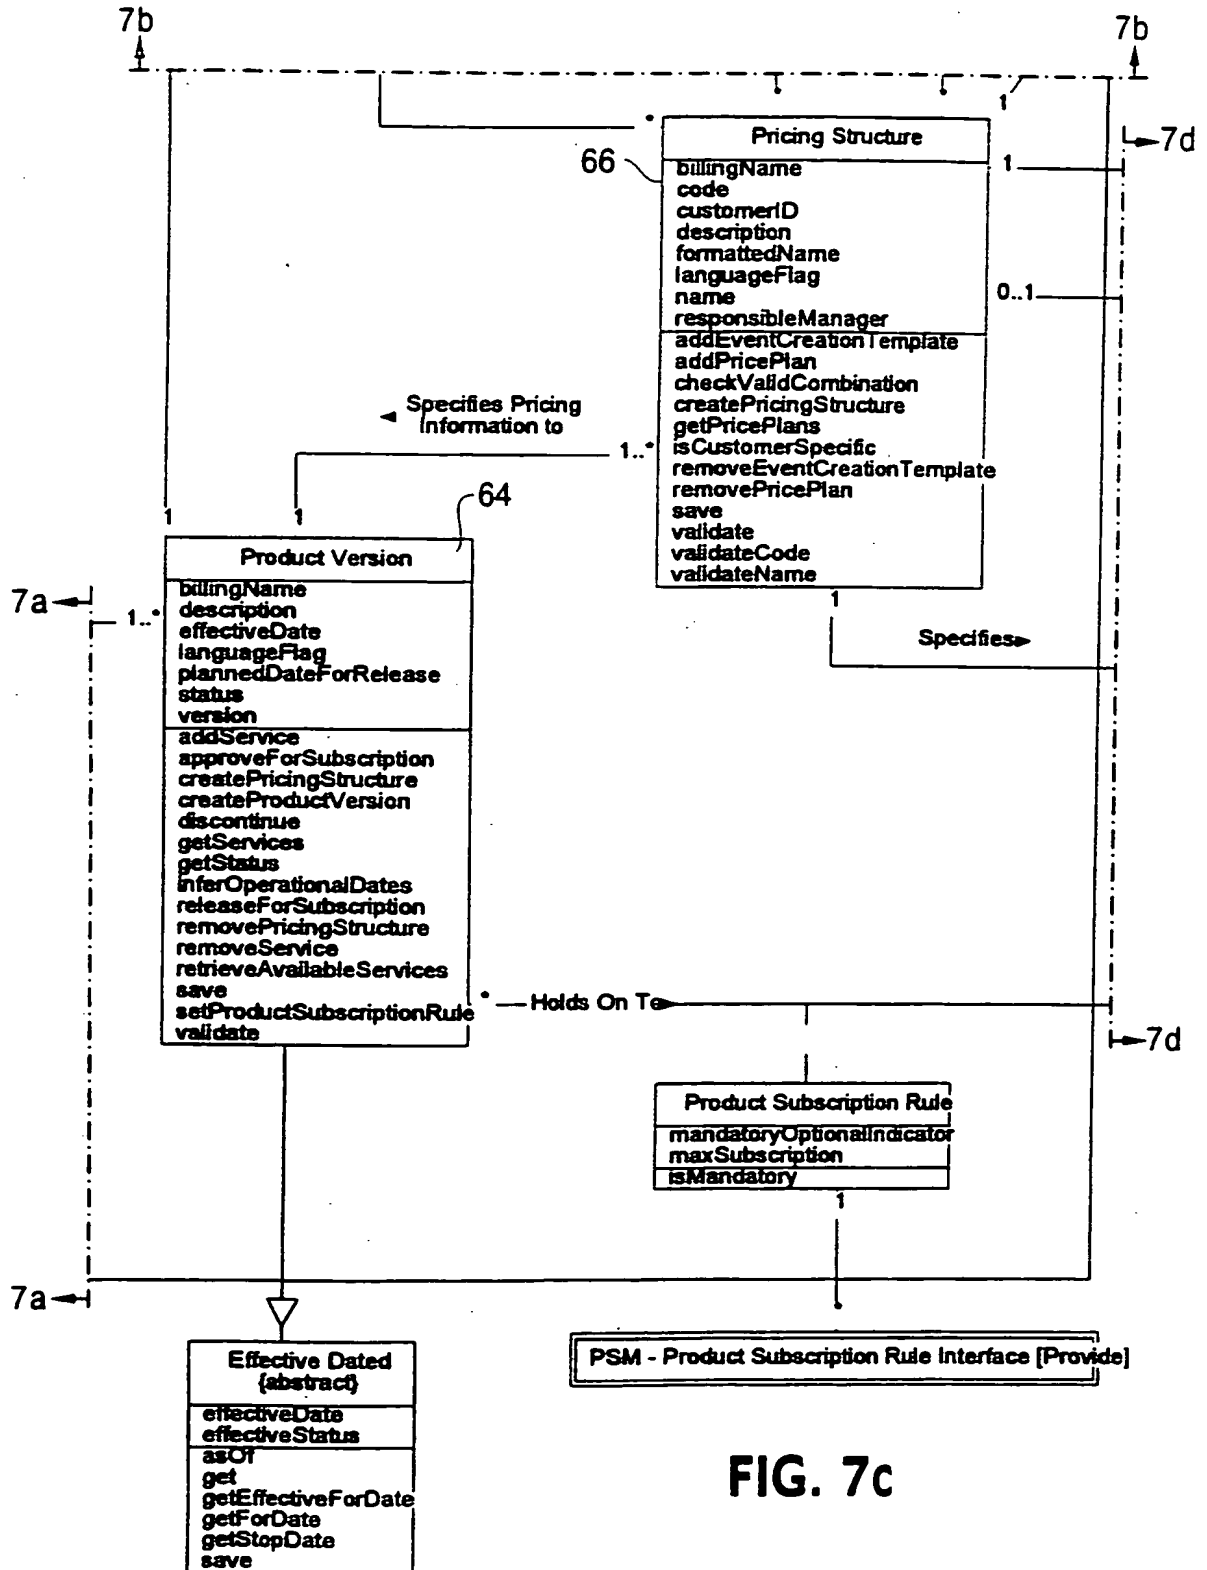 7b
7b
1
*
Pricing Structure
7d
66
1
billingName
code
customerID
description
formattedName
languageFlag
0..1
name
responsibleManager
addEventCreationTemplate
addPricePlan
checkValidCombination
createPricingStructure
getPricePlans
isCustomerSpecific
removeEventCreationTemplate
removePricePlan
save
validate
validateCode
validateName
Specifies Pricing
Information to
1..*
64
1
1
Product Version
1
7a
1..*
Specifies
billingName
description
effectiveDate
languageFlag
plannedDateForRelease
status
version
addService
approveForSubscription
createPricingStructure
createProductVersion
discontinue
getServices
getStatus
inferOperationalDates
releaseForSubscription
removePricingStructure
removeService
retrieveAvailableServices
save
setProductSubscriptionRule
validate
* Holds On To
7d
Product Subscription Rule
mandatoryOptionalIndicator
maxSubscription
isMandatory
1
7a
*
Effective Dated
{abstract}
PSM - Product Subscription Rule Interface [Provide]
effectiveDate
effectiveStatus
asOf
get
getEffectiveForDate
getForDate
getStopDate
save
FIG. 7c